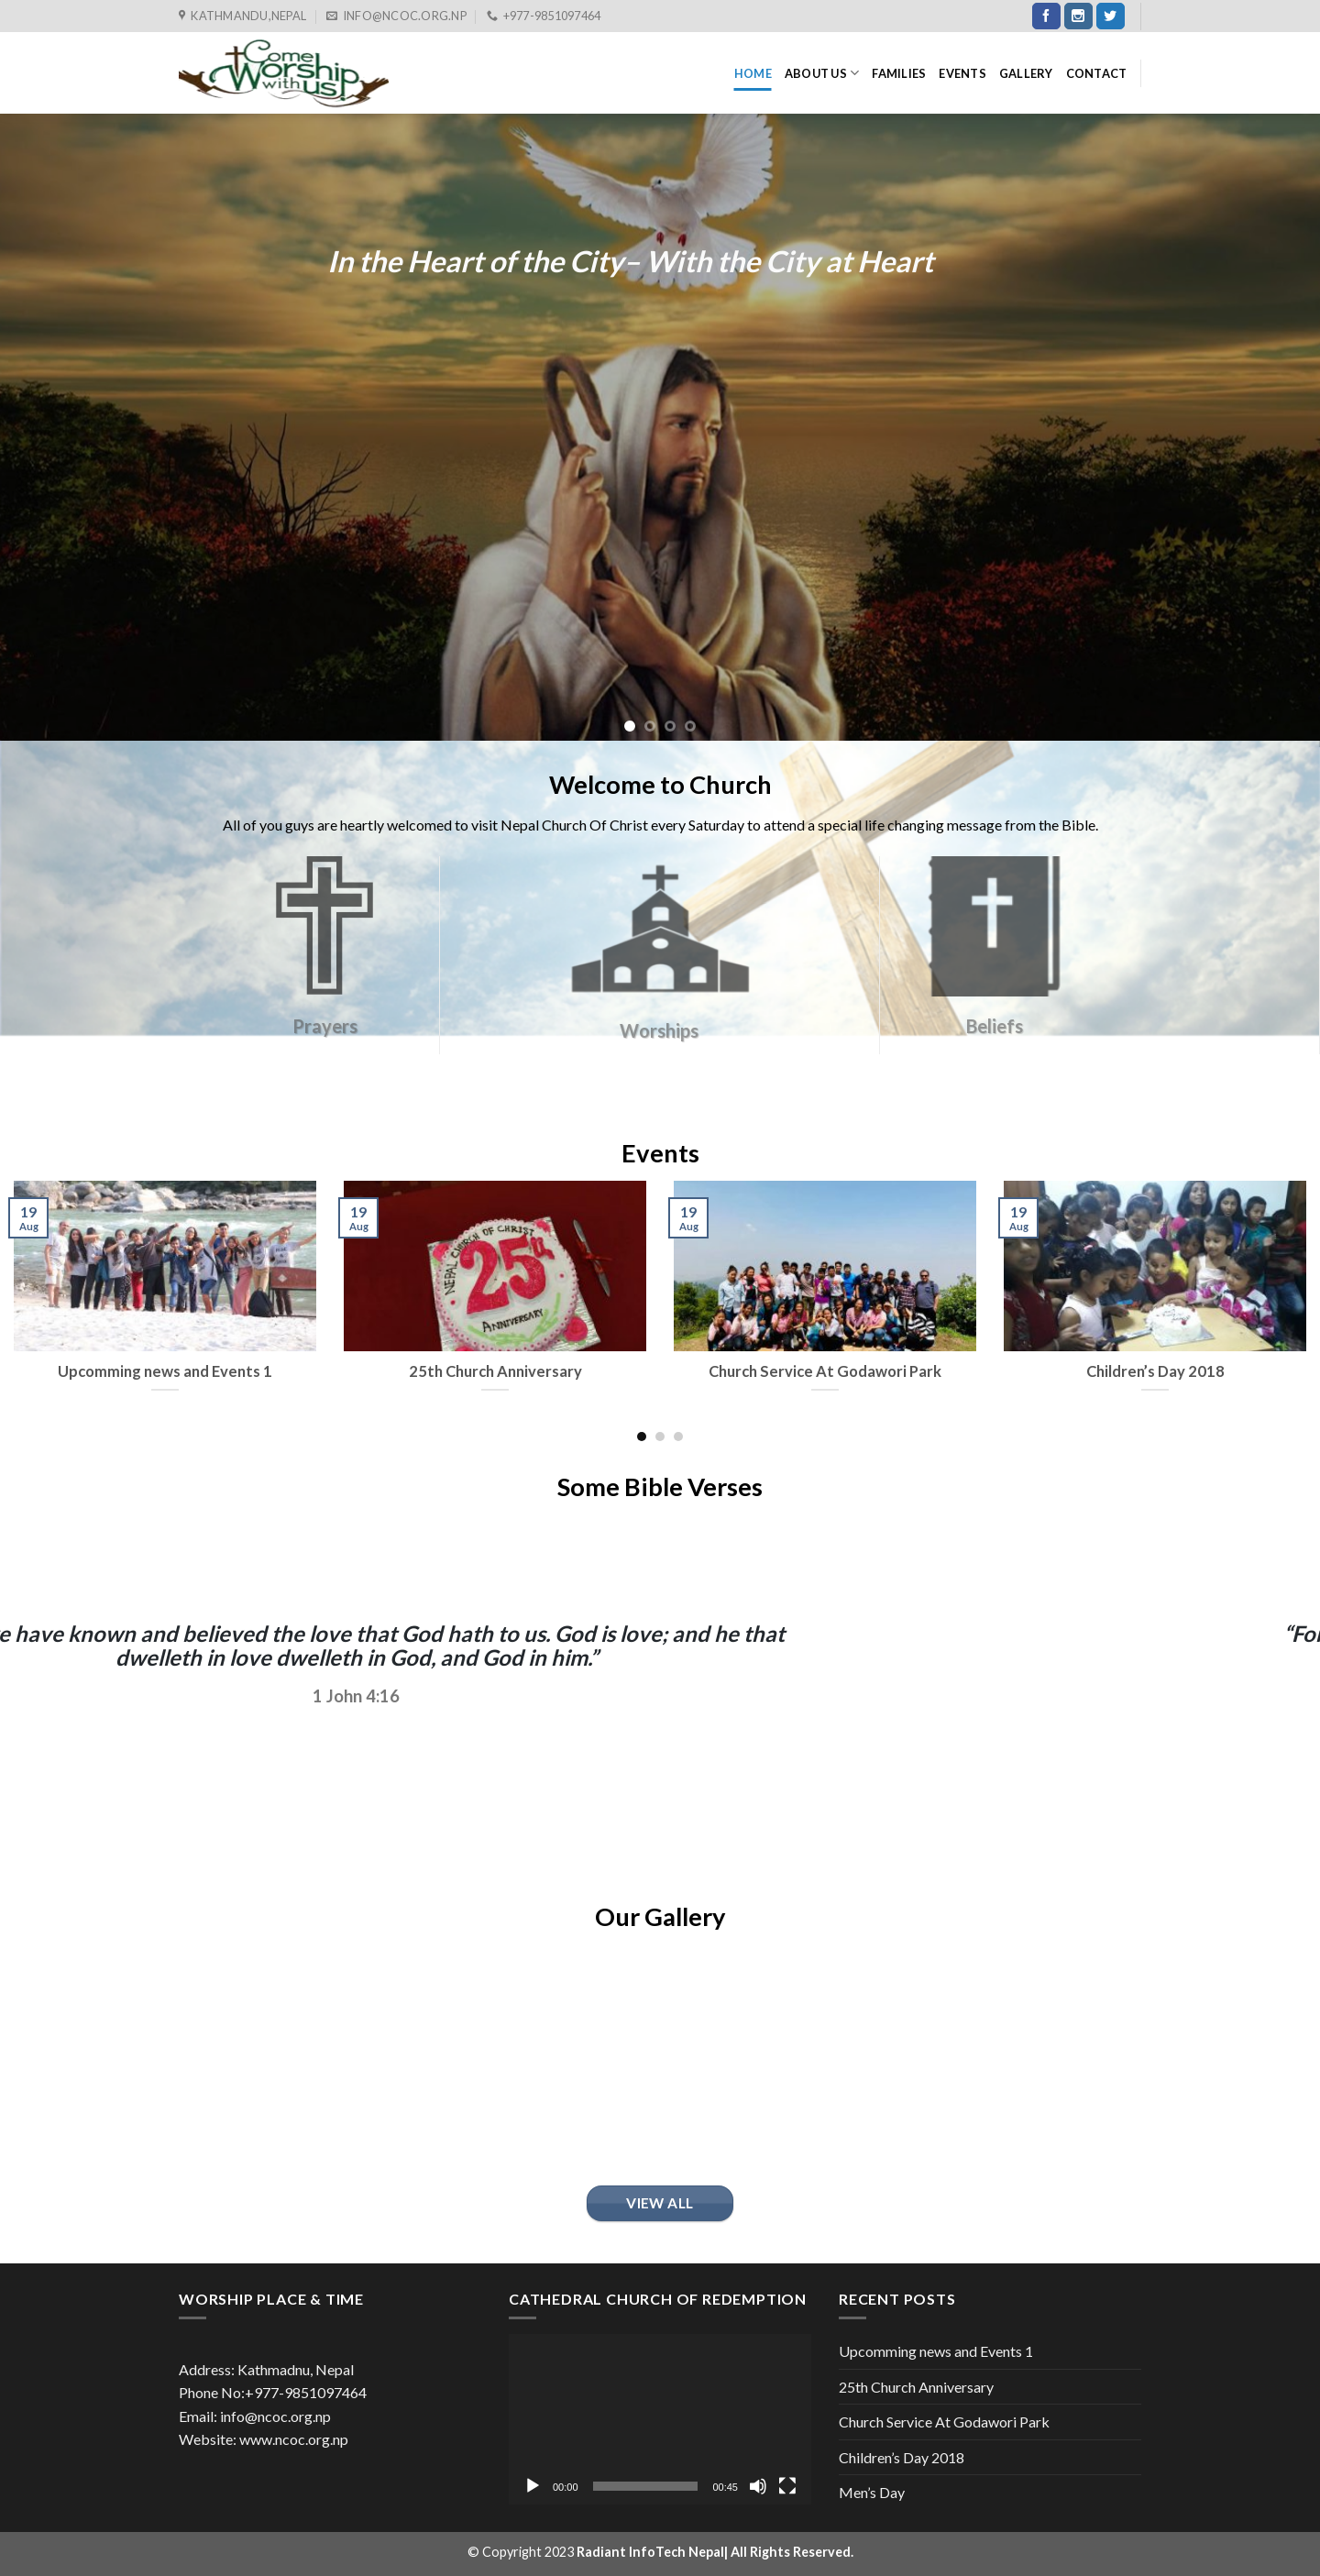 KATHMANDU,NEPAL
INFO@NCOC.ORG.NP
+977-9851097464
Come
Worship
with us!
HOME
ABOUT US
FAMILIES
EVENTS
GALLERY
CONTACT
In the Heart of the City– With the City at Heart
Welcome to Church
All of you guys are heartly welcomed to visit Nepal Church Of Christ every Saturday to attend a special life changing message from the Bible.
Prayers
Worships
Beliefs
Events
19
Aug
19
Aug
19
Aug
19
Aug
NEPAL CHURCH OF CHRIST
25th
ANNIVERSARY
Upcomming news and Events 1
25th Church Anniversary
Church Service At Godawori Park
Children’s Day 2018
Some Bible Verses
e have known and believed the love that God hath to us. God is love; and he that
“For
dwelleth in love dwelleth in God, and God in him.”
1 John 4:16
Our Gallery
VIEW ALL
WORSHIP PLACE & TIME
Address: Kathmadnu, Nepal
Phone No:+977-9851097464
Email: info@ncoc.org.np
Website: www.ncoc.org.np
CATHEDRAL CHURCH OF REDEMPTION
00:00
00:45
RECENT POSTS
Upcomming news and Events 1
25th Church Anniversary
Church Service At Godawori Park
Children’s Day 2018
Men’s Day
© Copyright 2023 Radiant InfoTech Nepal| All Rights Reserved.